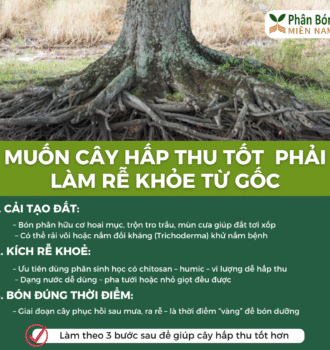 Phân Bón
MIỀN NAM
MUỐN CÂY HẤP THU TỐT PHẢI
LÀM RỄ KHỎE TỪ GỐC
. CẢI TẠO ĐẤT:
– Bón phân hữu cơ hoai mục, trộn tro trấu, mùn cưa giúp đất tơi xốp
– Có thể rải vôi hoặc nấm đối kháng (Trichoderma) khử nấm bệnh
. KÍCH RỄ KHOẺ:
– Ưu tiên dùng phân sinh học có chitosan – humic – vi lượng dễ hấp thu
– Dạng nước dễ dùng – pha tưới hoặc nhỏ giọt đều được
. BÓN ĐÚNG THỜI ĐIỂM:
– Giai đoạn cây phục hồi sau mưa, ra rễ – là thời điểm “vàng” để bón dưỡng
Làm theo 3 bước sau để giúp cây hấp thu tốt hơn